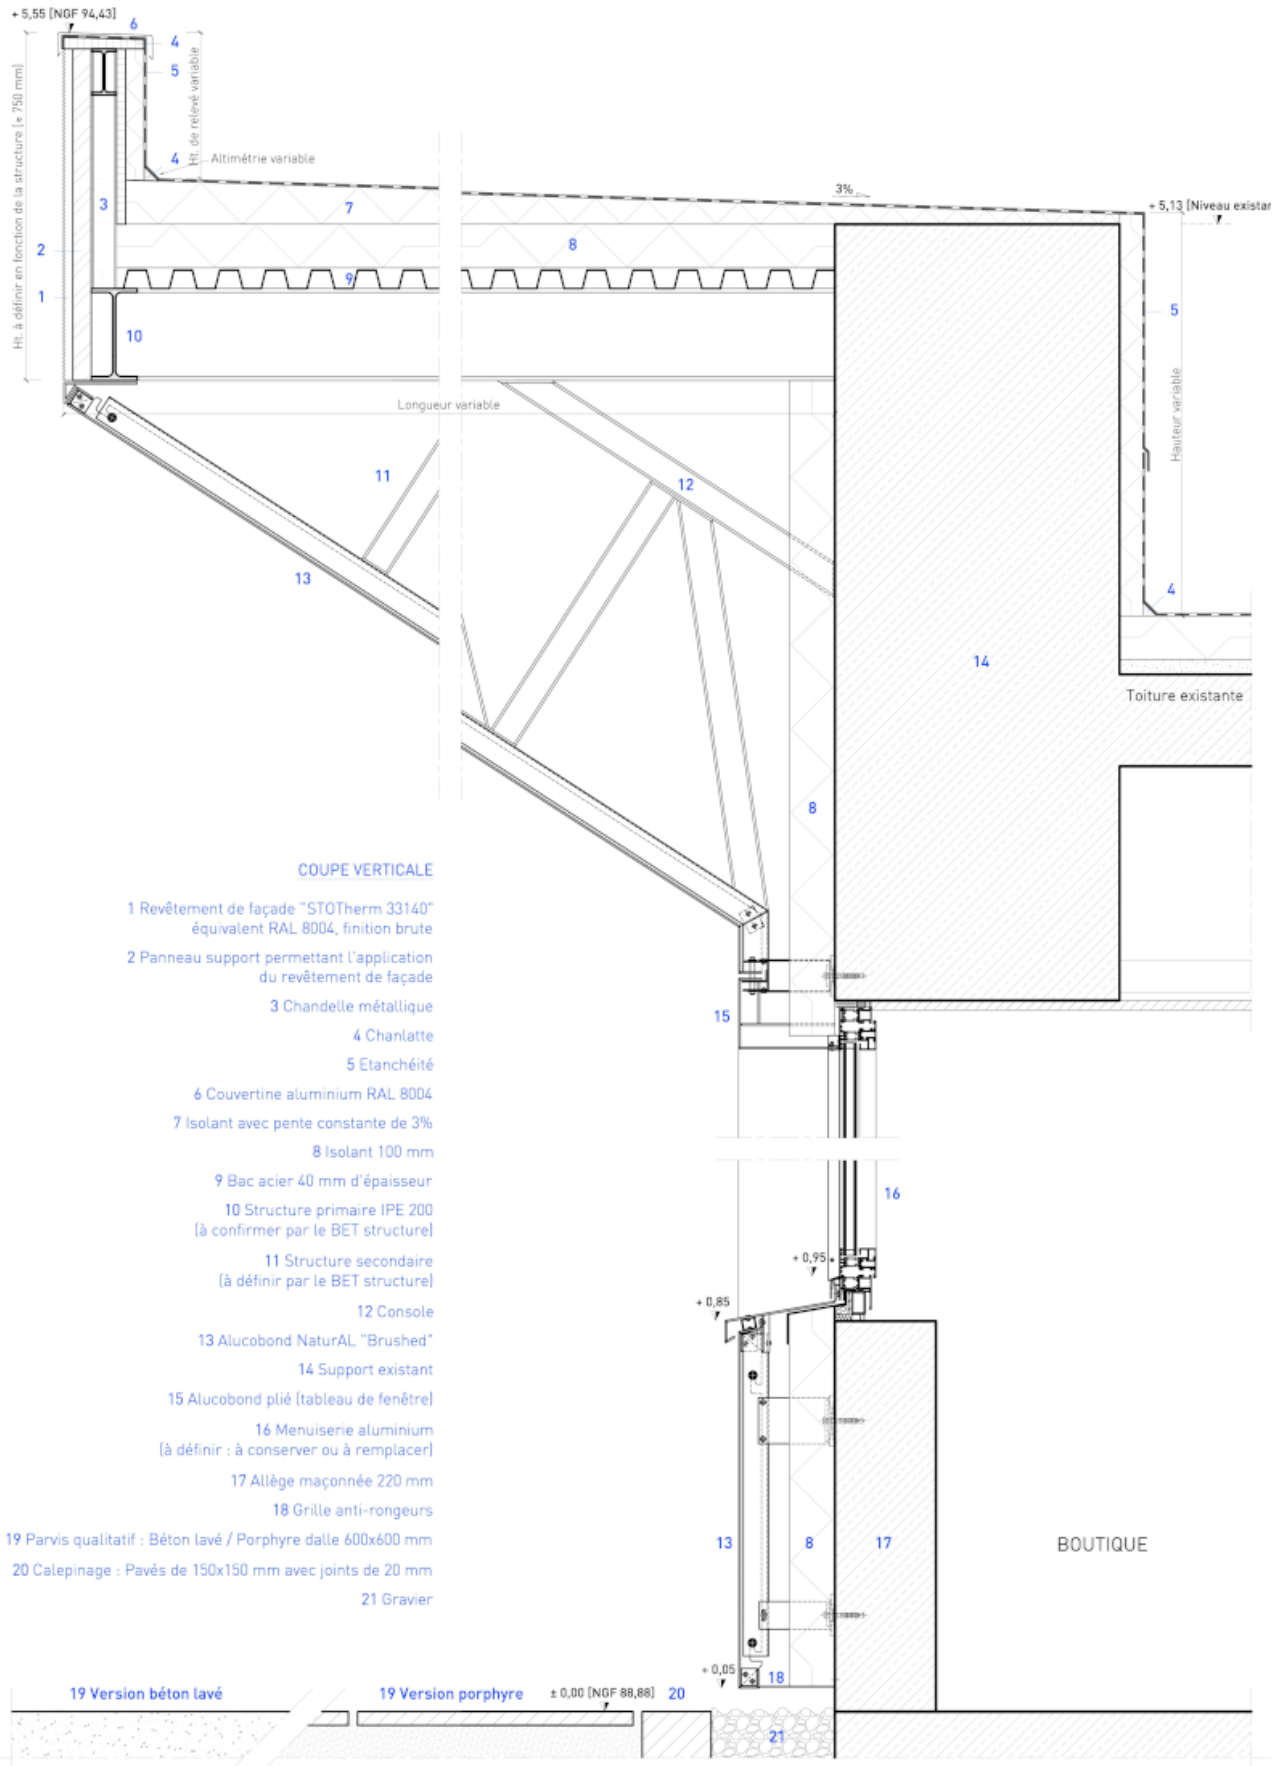 + 5,55 [NGF 94,43]
6
4
5
Ht. à définir en fonction de la structure (± 750 mm)
Ht. de relevé variable
4
Altimétrie variable
3%
+ 5,13 [Niveau existan
3
7
2
8
9
1
10
5
Hauteur variable
Longueur variable
11
12
13
4
14
Toiture existante
8
COUPE VERTICALE
1 Revêtement de façade "STOTherm 33140"
équivalent RAL 8004, finition brute
2 Panneau support permettant l'application
du revêtement de façade
3 Chandelle métallique
4 Chanlatte
5 Etanchéité
6 Couvertine aluminium RAL 8004
7 Isolant avec pente constante de 3%
8 Isolant 100 mm
9 Bac acier 40 mm d'épaisseur
10 Structure primaire IPE 200
(à confirmer par le BET structure)
11 Structure secondaire
(à définir par le BET structure)
12 Console
13 Alucobond NaturAL "Brushed"
14 Support existant
15 Alucobond plié (tableau de fenêtre)
16 Menuiserie aluminium
(à définir : à conserver ou à remplacer)
17 Allège maçonnée 220 mm
18 Grille anti-rongeurs
19 Parvis qualitatif : Béton lavé / Porphyre dalle 600x600 mm
20 Calepinage : Pavés de 150x150 mm avec joints de 20 mm
21 Gravier
15
16
+ 0,95
+ 0,85
13
8
17
BOUTIQUE
+ 0,05
18
19 Version béton lavé
19 Version porphyre
± 0,00 [NGF 88,88]
20
21